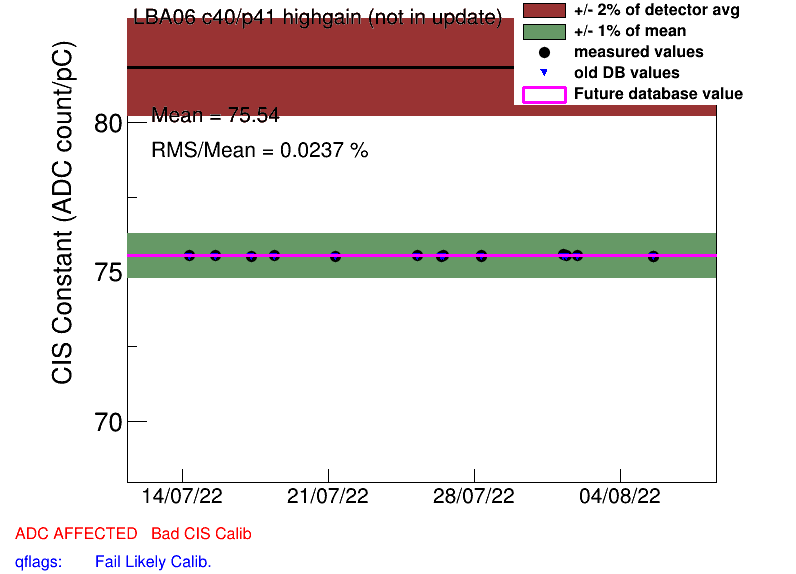 LBA06 c40/p41 highgain (not in update)
+/- 2% of detector avg
+/- 1% of mean
measured values
old DB values
Future database value
Mean = 75.54
RMS/Mean = 0.0237 %
CIS Constant (ADC count/pC)
80
75
70
14/07/22 21/07/22 28/07/22 04/08/22
ADC AFFECTED Bad CIS Calib
qflags: Fail Likely Calib.